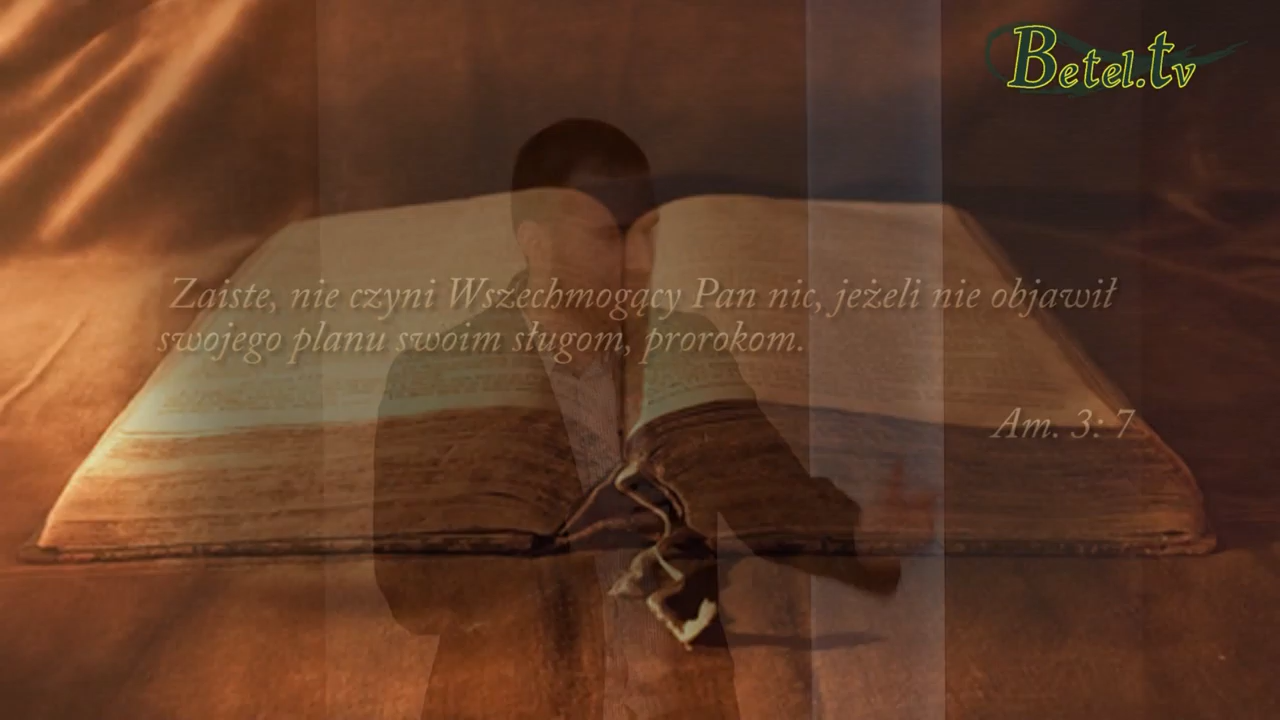 Betel.tv
Zaiste, nie czyni Wszechmogący Pan nic, jeżeli nie objawił
swojego planu swoim sługom, prorokom.
Am. 3: 7